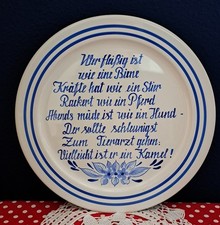 Wer fleißig ist
wie eine Biene
Kräfte hat wie ein Stier
Rackert wie ein Pferd
Abends müde ist wie ein Hund -
Der sollte schleunigst
Zum Tierarzt gehn:
Vielleicht ist er ein Kamel!